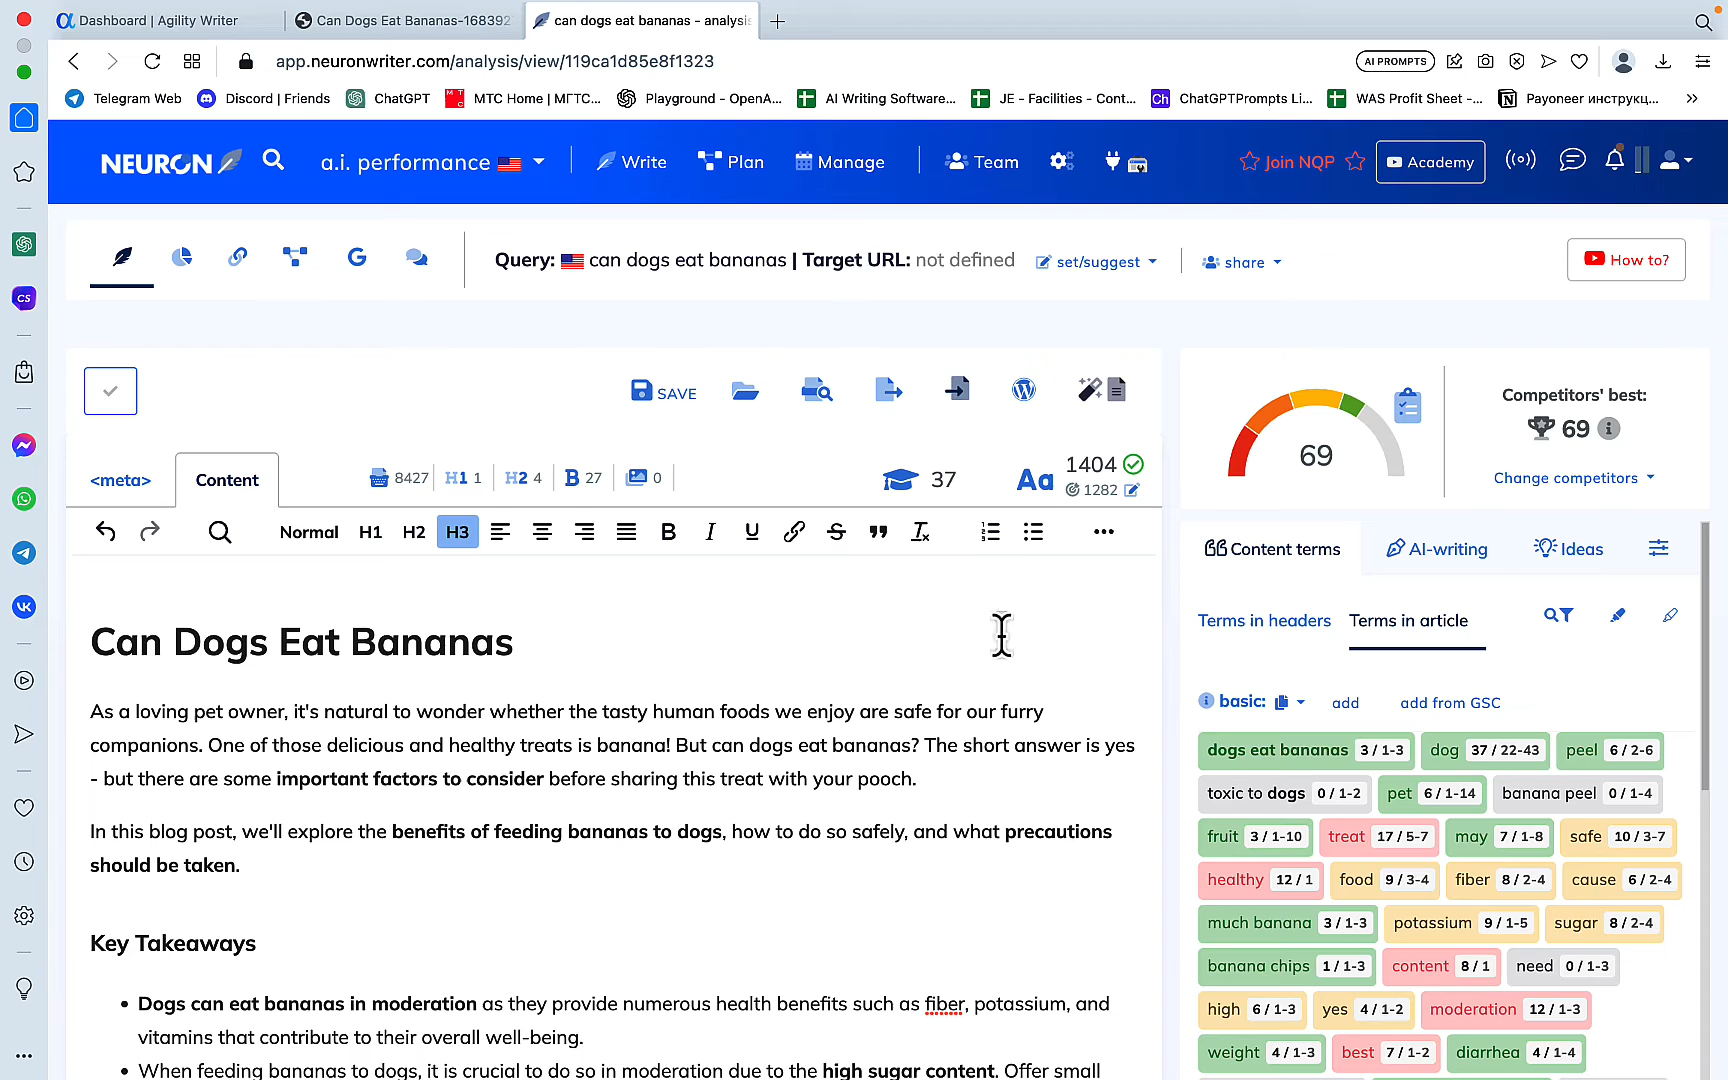 Dashboard | Agility Writer
Can Dogs Eat Bananas-168392
can dogs eat bananas - analysis
app.neuronwriter.com/analysis/view/119ca1d85e8f1323
AI PROMPTS
Telegram Web
Discord | Friends
ChatGPT
МТС Home | МГТС...
Playground - OpenA...
AI Writing Software...
JE - Facilities - Cont...
Ch
ChatGPTPrompts Li...
WAS Profit Sheet -...
Payoneer инструкц...
NEURON
a.i. performance
Write
Plan
Manage
Team
Join NQP
Academy
Query: can dogs eat bananas | Target URL: not defined
set/suggest
share
How to?
SAVE
<meta>
Content
8427
H1 1
H2 4
B 27
0
37
Aa
1404
1282
Normal
H1
H2
H3
B
I
U
69
Competitors' best:
69
Change competitors
Content terms
AI-writing
Ideas
Terms in headers
Terms in article
basic:
add
add from GSC
Can Dogs Eat Bananas
As a loving pet owner, it's natural to wonder whether the tasty human foods we enjoy are safe for our furry
companions. One of those delicious and healthy treats is banana! But can dogs eat bananas? The short answer is yes
- but there are some important factors to consider before sharing this treat with your pooch.
In this blog post, we'll explore the benefits of feeding bananas to dogs, how to do so safely, and what precautions
should be taken.
Key Takeaways
• Dogs can eat bananas in moderation as they provide numerous health benefits such as fiber, potassium, and
vitamins that contribute to their overall well-being.
• When feeding bananas to dogs, it is crucial to do so in moderation due to the high sugar content. Offer small
dogs eat bananas 3 / 1-3
dog 37 / 22-43
peel 6 / 2-6
toxic to dogs 0 / 1-2
pet 6 / 1-14
banana peel 0 / 1-4
fruit 3 / 1-10
treat 17 / 5-7
may 7 / 1-8
safe 10 / 3-7
healthy 12 / 1
food 9 / 3-4
fiber 8 / 2-4
cause 6 / 2-4
much banana 3 / 1-3
potassium 9 / 1-5
sugar 8 / 2-4
banana chips 1 / 1-3
content 8 / 1
need 0 / 1-3
high 6 / 1-3
yes 4 / 1-2
moderation 12 / 1-3
weight 4 / 1-3
best 7 / 1-2
diarrhea 4 / 1-4